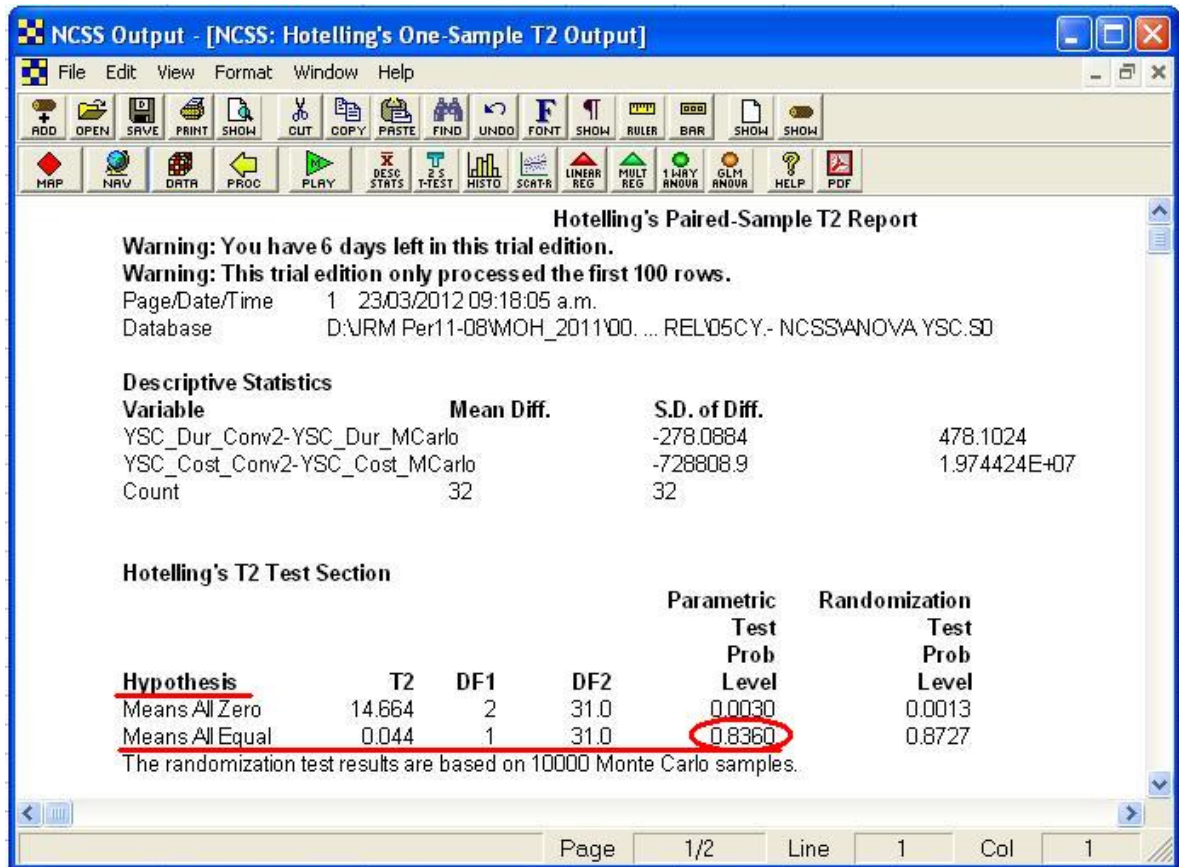 NCSS Output - [NCSS: Hotelling's One-Sample T2 Output]
File Edit View Format Window Help
ADD OPEN SAVE PRINT SHOW CUT COPY PASTE FIND UNDO FONT SHOW RULER BAR SHOW SHOW
MAP NAV DATA PROC PLAY DESC STATS 2 S T-TEST HISTO SCAT-R LINEAR REG MULT REG 1 WAY ANOVA GLM ANOVA HELP PDF
Hotelling's Paired-Sample T2 Report
Warning: You have 6 days left in this trial edition.
Warning: This trial edition only processed the first 100 rows.
Page/Date/Time 1 23/03/2012 09:18:05 a.m.
Database D:\JRM Per11-08\MOH_2011\00. ... REL\05CY.- NCSS\ANOVA YSC.S0
Descriptive Statistics
Variable Mean Diff. S.D. of Diff.
YSC_Dur_Conv2-YSC_Dur_MCarlo -278.0884 478.1024
YSC_Cost_Conv2-YSC_Cost_MCarlo -728808.9 1.974424E+07
Count 32 32
Hotelling's T2 Test Section
Parametric Randomization
Test Test
Prob Prob
Hypothesis T2 DF1 DF2 Level Level
Means All Zero 14.664 2 31.0 0.0030 0.0013
Means All Equal 0.044 1 31.0 0.8360 0.8727
The randomization test results are based on 10000 Monte Carlo samples.
Page 1/2 Line 1 Col 1